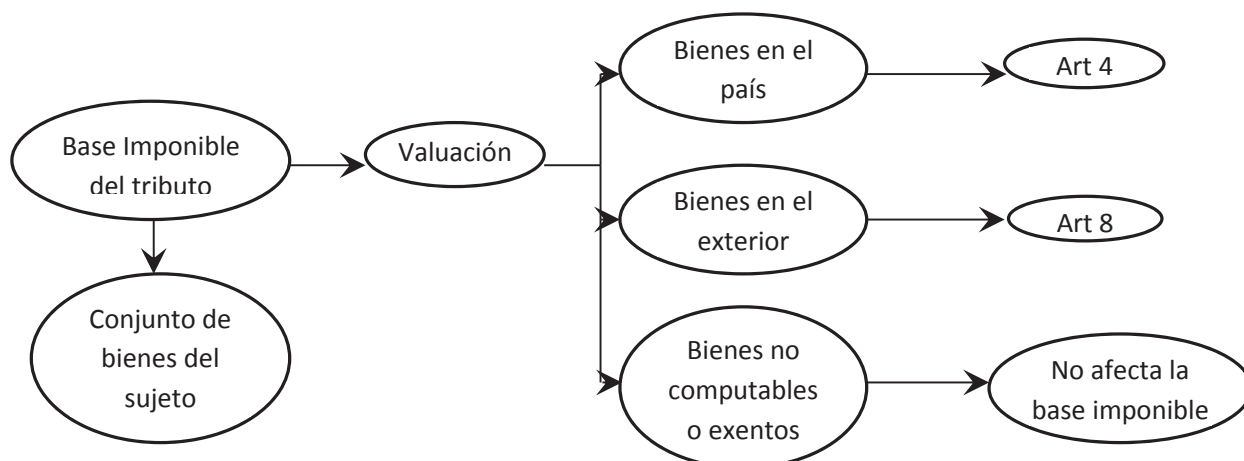 Base Imponible
del tributo
Conjunto de
bienes del
sujeto
Valuación
Bienes en el
país
Art 4
Bienes en el
exterior
Art 8
Bienes no
computables
o exentos
No afecta la
base imponible